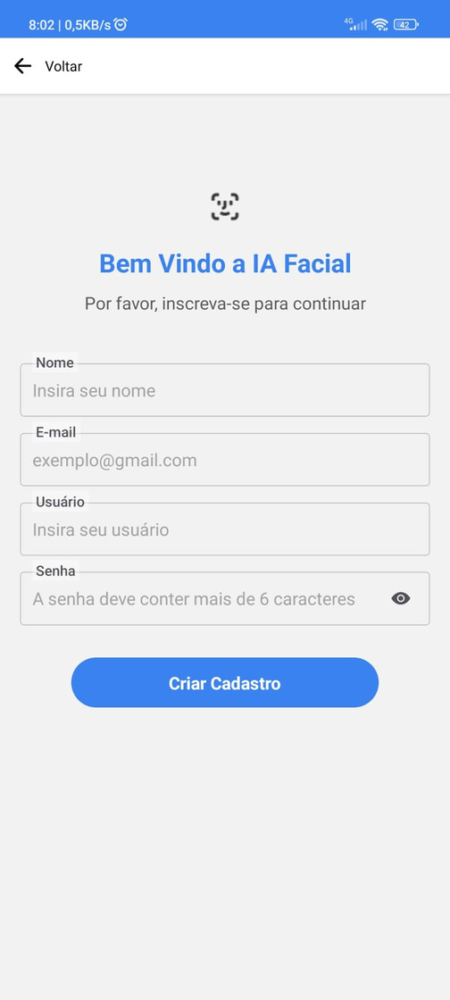 8:02 | 0,5KB/s
4G
42
Voltar
Bem Vindo a IA Facial
Por favor, inscreva-se para continuar
Nome
Insira seu nome
E-mail
exemplo@gmail.com
Usuário
Insira seu usuário
Senha
A senha deve conter mais de 6 caracteres
Criar Cadastro